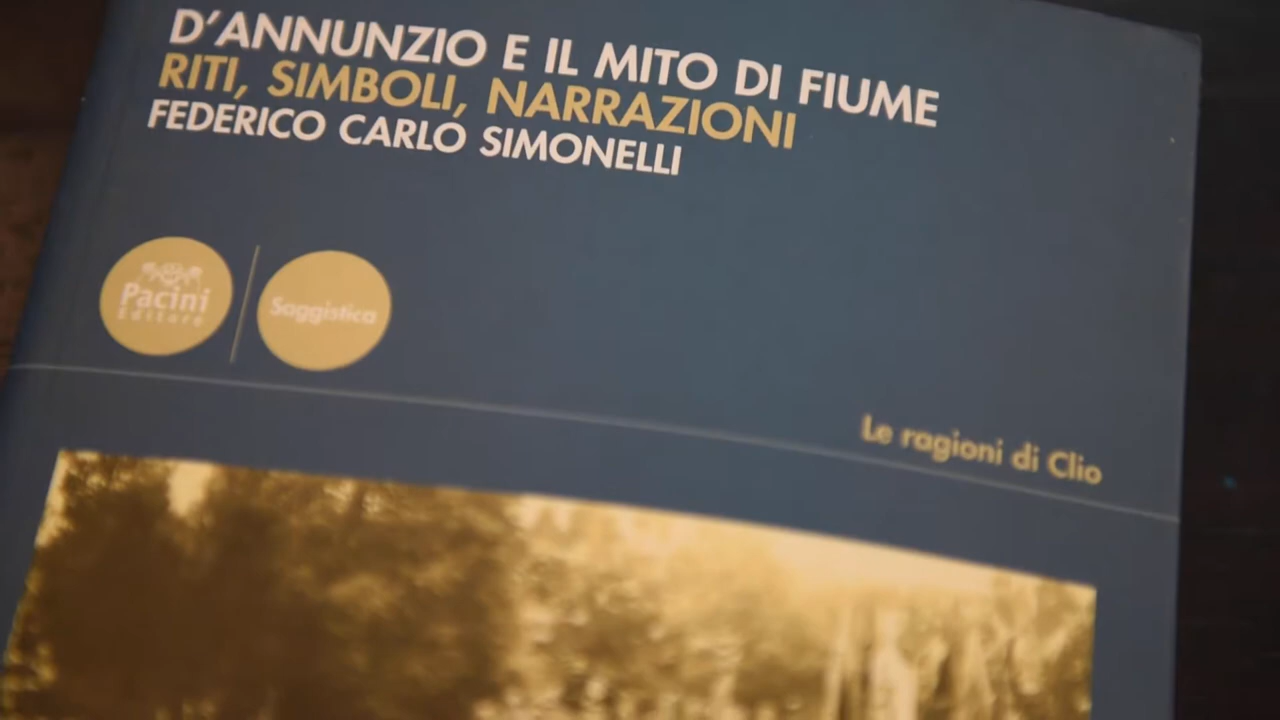 D'ANNUNZIO E IL MITO DI FIUME
RITI, SIMBOLI, NARRAZIONI
FEDERICO CARLO SIMONELLI
Pacini
Editore
Saggistica
Le ragioni di Clio